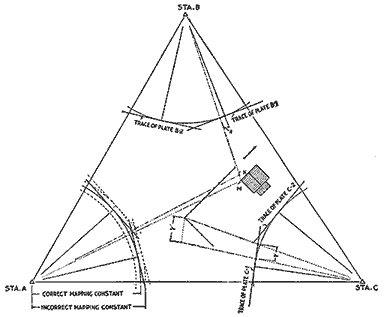 STA.B
TRACE OF PLATE B-2
TRACE OF PLATE B-1
TRACE OF PLATE C-2
Y
Y
STA.A
STA.C
CORRECT MAPPING CONSTANT
INCORRECT MAPPING CONSTANT
TRACE OF PLATE C-1